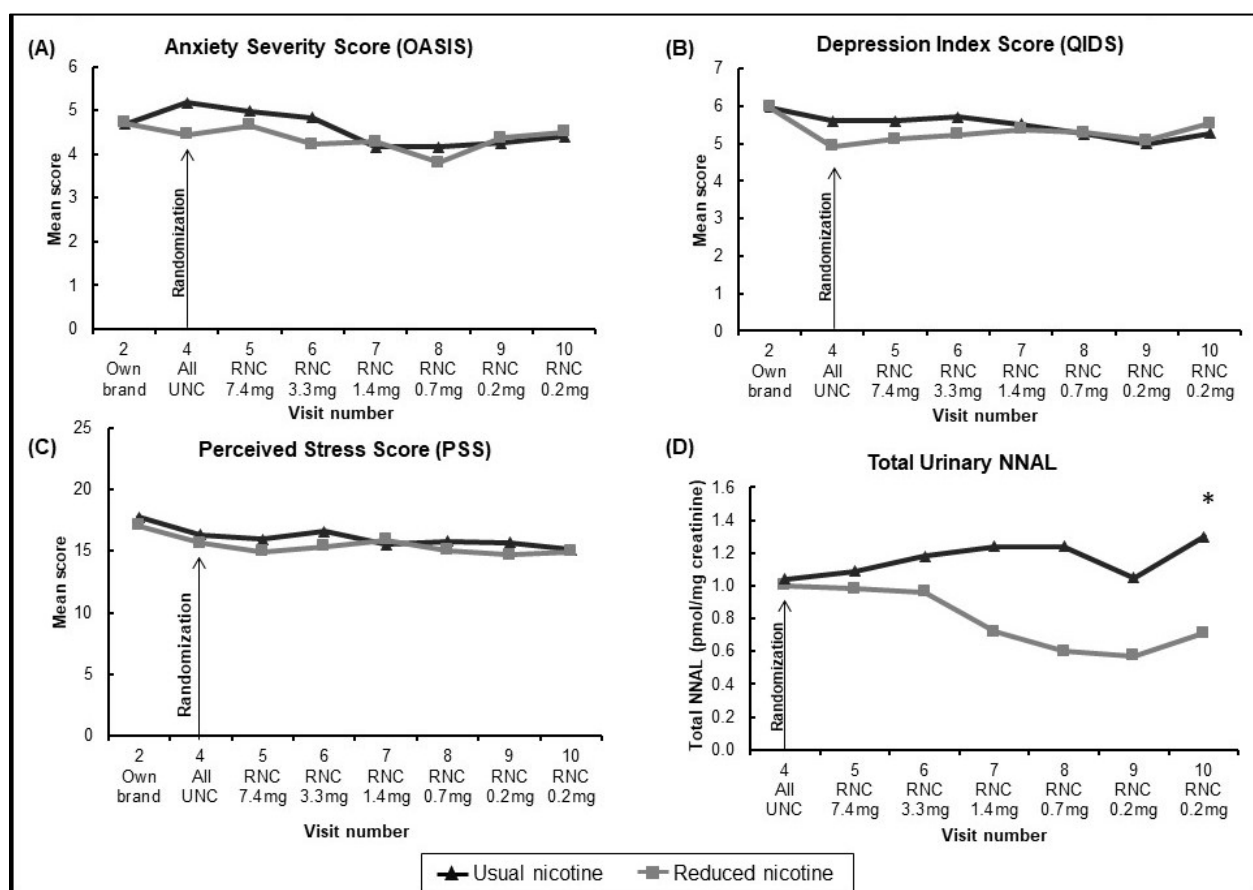 (A)
Anxiety Severity Score (OASIS)
6
5
4
3
2
1
0
Mean score
Randomization
2 4 5 6 7 8 9 10
Own All RNC RNC RNC RNC RNC RNC
brand UNC 7.4mg 3.3mg 1.4mg 0.7mg 0.2mg 0.2mg
Visit number
(B)
Depression Index Score (QIDS)
7
6
5
4
3
2
1
0
Mean score
Randomization
2 4 5 6 7 8 9 10
Own All RNC RNC RNC RNC RNC RNC
brand UNC 7.4mg 3.3mg 1.4mg 0.7mg 0.2mg 0.2mg
Visit number
(C)
Perceived Stress Score (PSS)
25
20
15
10
5
0
Mean score
Randomization
2 4 5 6 7 8 9 10
Own All RNC RNC RNC RNC RNC RNC
brand UNC 7.4mg 3.3mg 1.4mg 0.7mg 0.2mg 0.2mg
Visit number
(D)
Total Urinary NNAL
1.6
1.4
1.2
1.0
0.8
0.6
0.4
0.2
0.0
Total NNAL (pmol/mg creatinine)
Randomization
*
4 5 6 7 8 9 10
All RNC RNC RNC RNC RNC RNC
UNC 7.4mg 3.3mg 1.4mg 0.7mg 0.2mg 0.2mg
Visit number
Usual nicotine Reduced nicotine